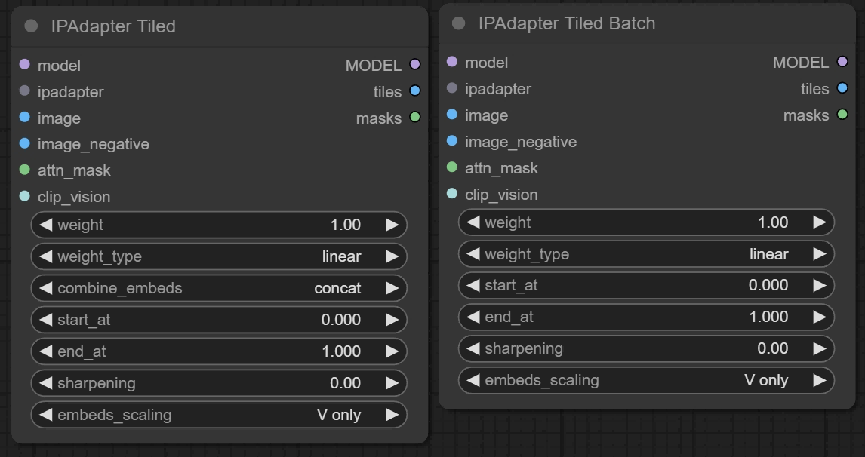 IPAdapter Tiled
model MODEL
ipadapter tiles
image masks
image_negative
attn_mask
clip_vision
weight 1.00
weight_type linear
combine_embeds concat
start_at 0.000
end_at 1.000
sharpening 0.00
embeds_scaling V only
IPAdapter Tiled Batch
model MODEL
ipadapter tiles
image masks
image_negative
attn_mask
clip_vision
weight 1.00
weight_type linear
start_at 0.000
end_at 1.000
sharpening 0.00
embeds_scaling V only